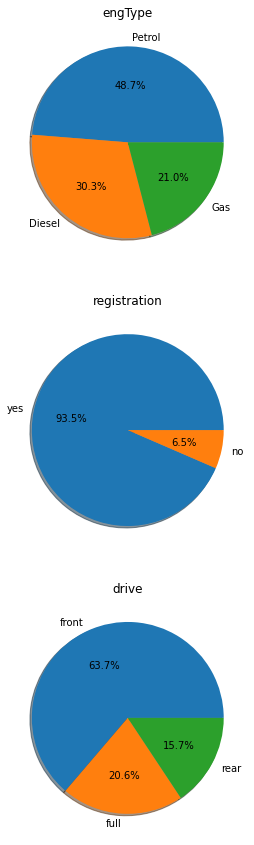 engType
Petrol
48.7%
30.3%
21.0%
Diesel
Gas
registration
yes
93.5%
6.5%
no
drive
front
63.7%
15.7%
20.6%
rear
full